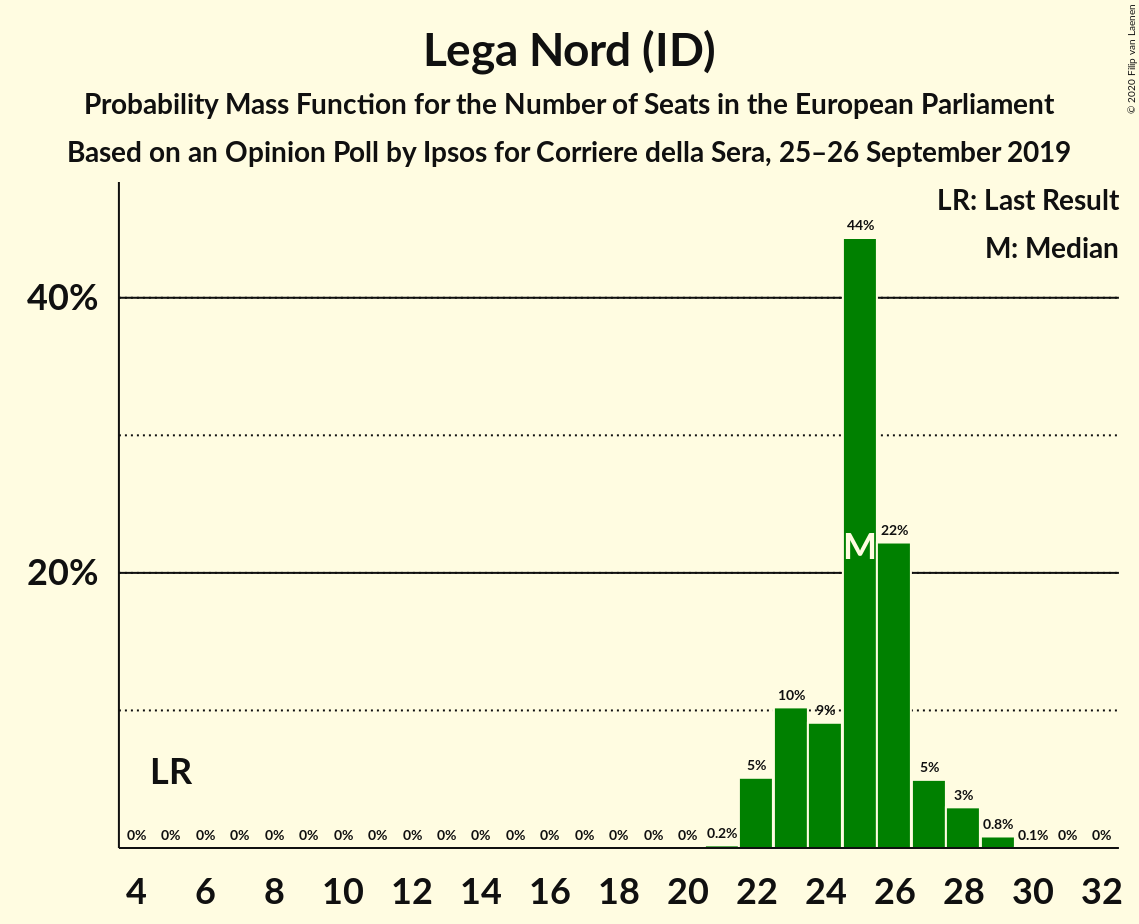 Lega Nord (ID)
Probability Mass Function for the Number of Seats in the European Parliament
Based on an Opinion Poll by Ipsos for Corriere della Sera, 25–26 September 2019
© 2020 Filip van Laenen
LR: Last Result
M: Median
40%
20%
LR
M
0% 0% 0% 0% 0% 0% 0% 0% 0% 0% 0% 0% 0% 0% 0% 0% 0% 0.2% 5% 10% 9% 44% 22% 5% 3% 0.8% 0.1% 0% 0%
4 6 8 10 12 14 16 18 20 22 24 26 28 30 32